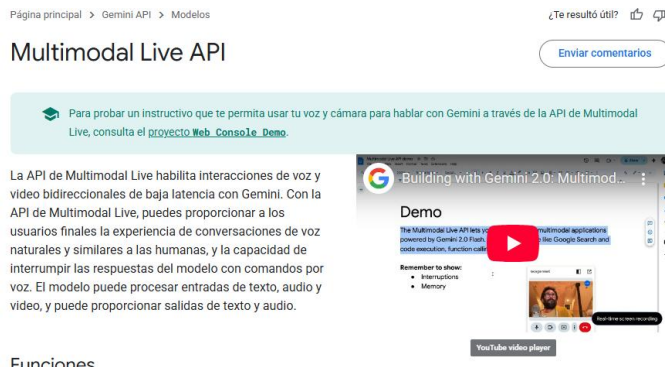 Página principal > Gemini API > Modelos
¿Te resultó útil?
Multimodal Live API
Enviar comentarios
Para probar un instructivo que te permita usar tu voz y cámara para hablar con Gemini a través de la API de Multimodal
Live, consulta el proyecto Web Console Demo.
La API de Multimodal Live habilita interacciones de voz y
video bidireccionales de baja latencia con Gemini. Con la
API de Multimodal Live, puedes proporcionar a los
usuarios finales la experiencia de conversaciones de voz
naturales y similares a las humanas, y la capacidad de
interrumpir las respuestas del modelo con comandos por
voz. El modelo puede procesar entradas de texto, audio y
video, y puede proporcionar salidas de texto y audio.
Building with Gemini 2.0: Multimod...
Demo
The Multimodal Live API lets yo multimodal applications
powered by Gemini 2.0 Flash. like Google Search and
code execution, function calli
Remember to show:
• Interruptions
• Memory
Real-time screen recording
YouTube video player
Funciones